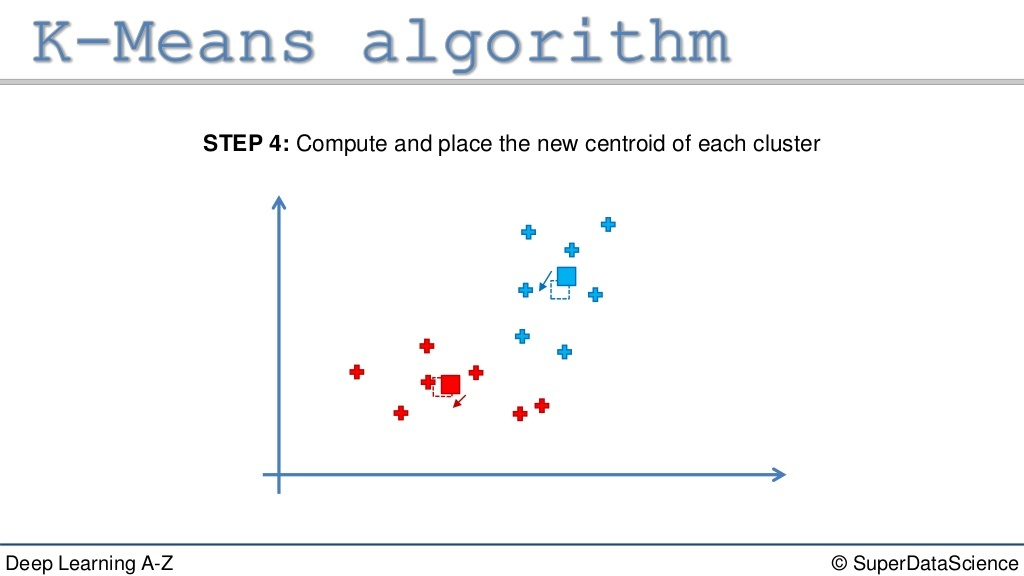 K-Means algorithm
STEP 4: Compute and place the new centroid of each cluster
Deep Learning A-Z
© SuperDataScience